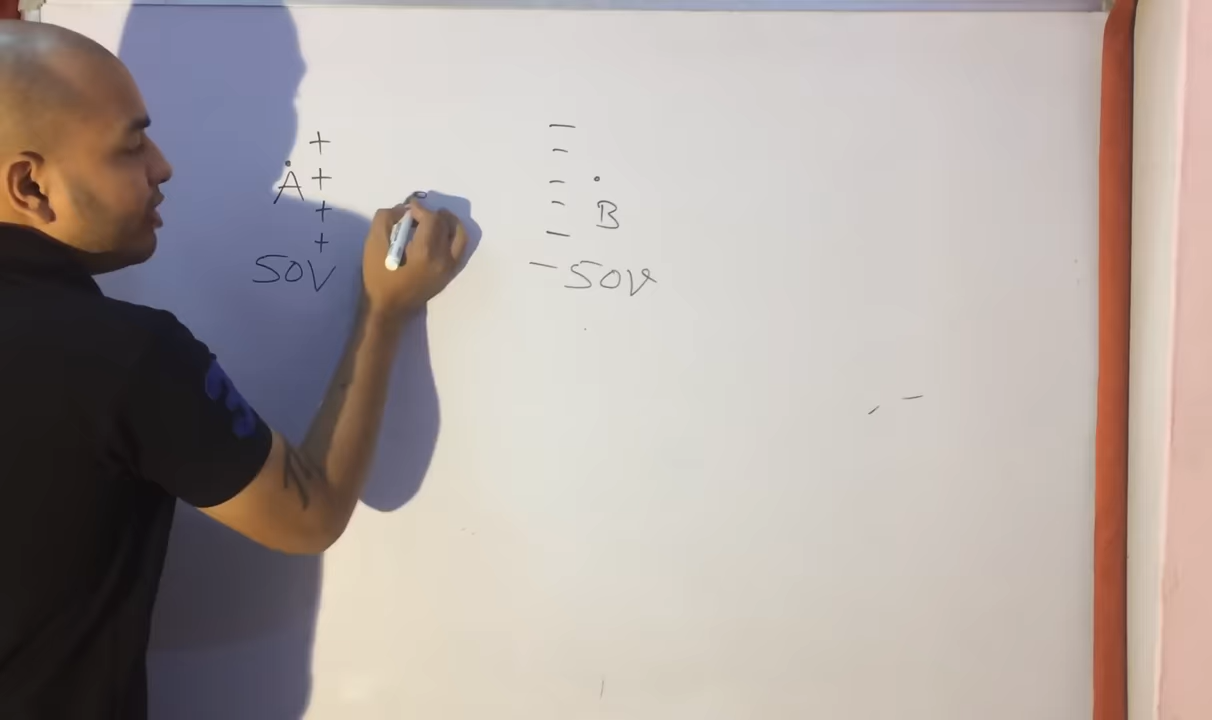 + + + +
A
50V
— — — — —
B
- 50V